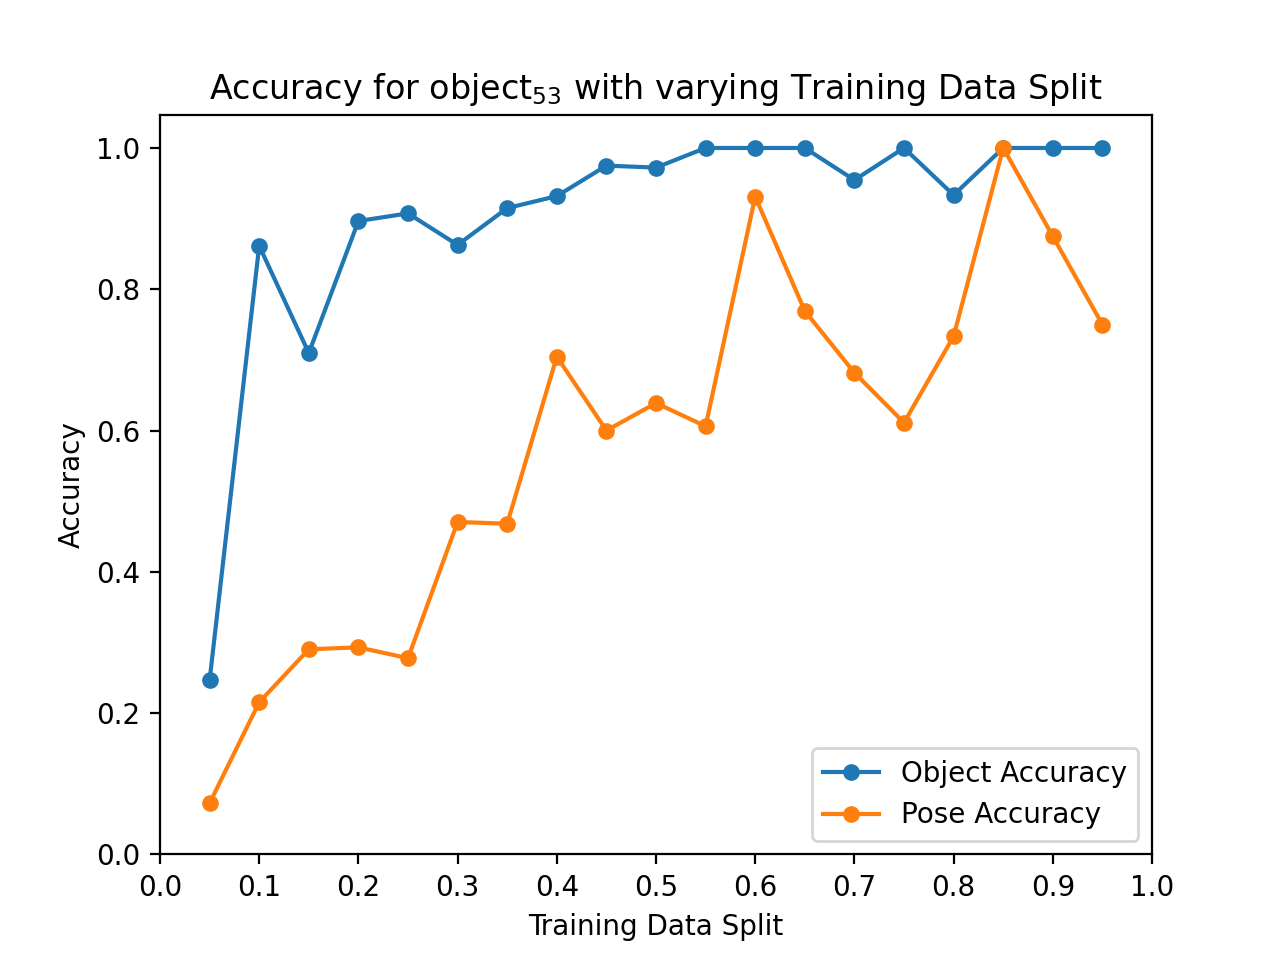 Accuracy for object₅₃ with varying Training Data Split
1.0
0.8
0.6
0.4
0.2
0.0
Accuracy
Object Accuracy
Pose Accuracy
0.0 0.1 0.2 0.3 0.4 0.5 0.6 0.7 0.8 0.9 1.0
Training Data Split